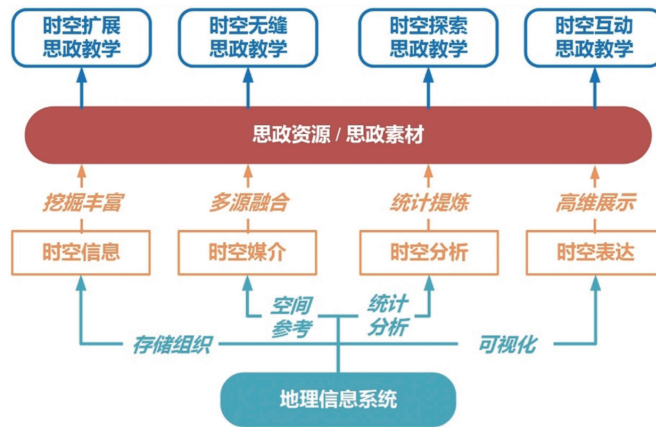 时空扩展
思政教学
时空无缝
思政教学
时空探索
思政教学
时空互动
思政教学
思政资源 / 思政素材
挖掘丰富
多源融合
统计提炼
高维展示
时空信息
时空媒介
时空分析
时空表达
空间
参考
统计
分析
存储组织
可视化
地理信息系统